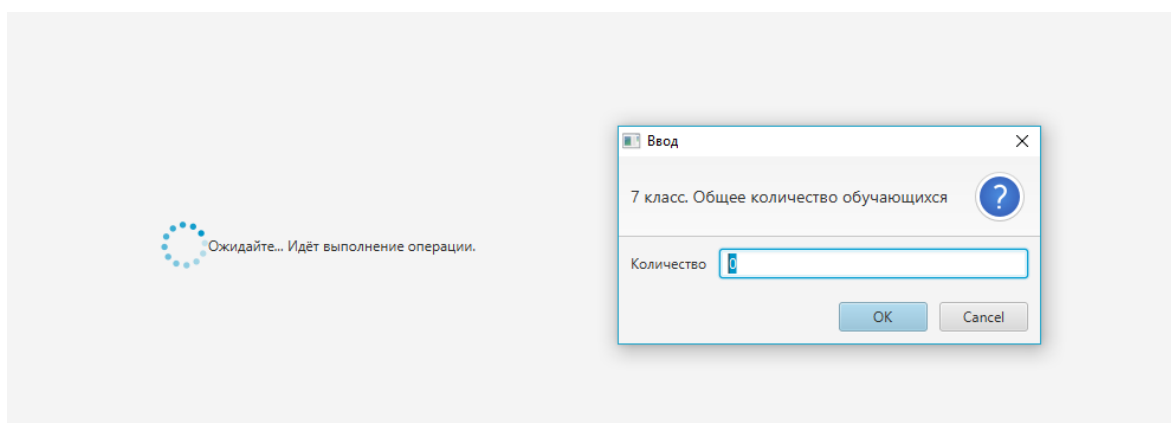 Ввод
7 класс. Общее количество обучающихся
?
Ожидайте... Идёт выполнение операции.
Количество 0
OK Cancel